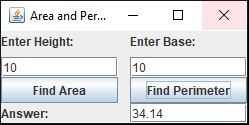 Area and Per...
Enter Height: Enter Base:
10 10
Find Area Find Perimeter
Answer: 34.14